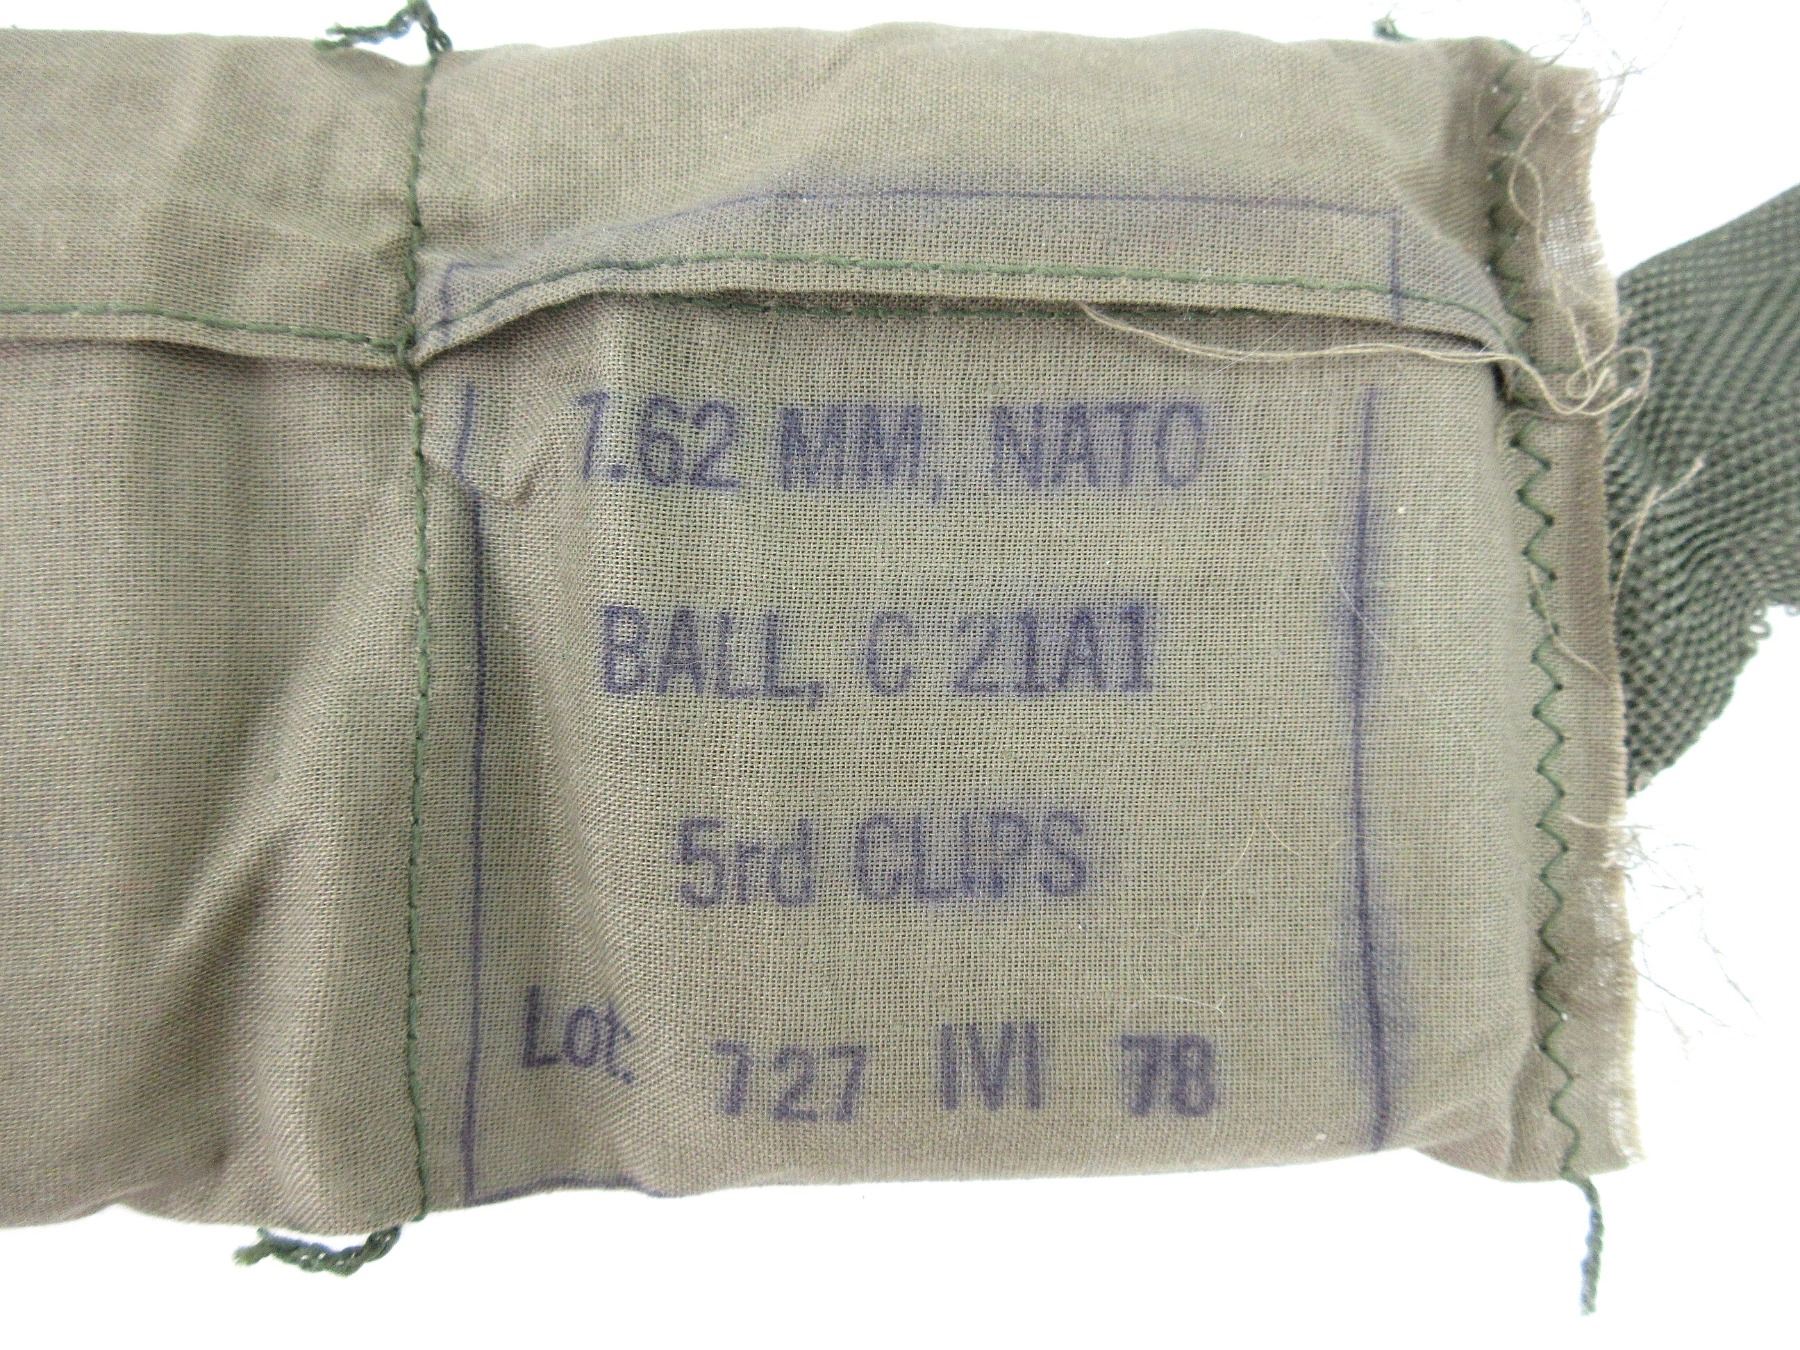 7.62 MM, NATO
BALL, C 21A1
5rd CLIPS
Lot 727 IVI 78